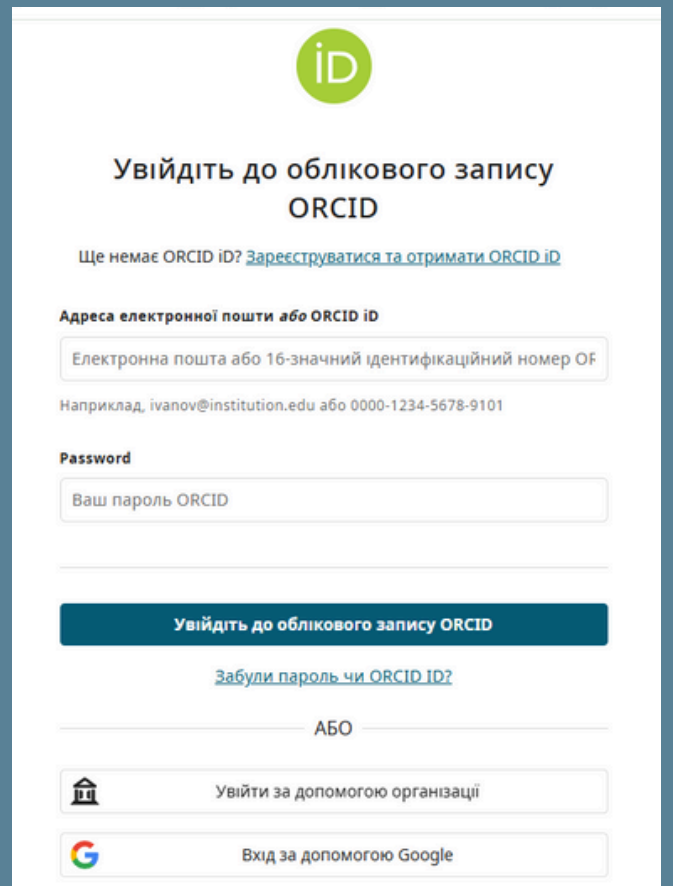 iD
Увійдіть до облікового запису
ORCID
Ще немає ORCID iD? Зареєструватися та отримати ORCID iD
Адреса електронної пошти або ORCID iD
Електронна пошта або 16-значний ідентифікаційний номер OF
Наприклад, ivanov@institution.edu або 0000-1234-5678-9101
Password
Ваш пароль ORCID
Увійдіть до облікового запису ORCID
Забули пароль чи ORCID ID?
АБО
Увійти за допомогою організації
Вхід за допомогою Google